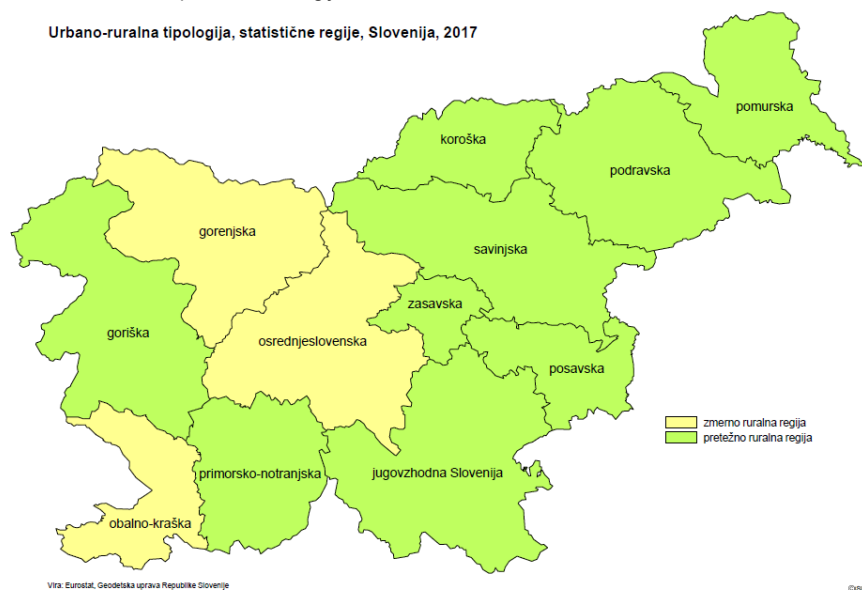 Urbano-ruralna tipologija, statistične regije, Slovenija, 2017
pomurska
koroška
podravska
gorenjska
savinjska
zasavska
goriška
osrednjeslovenska
posavska
zmerno ruralna regija
pretežno ruralna regija
primorsko-notranjska
jugovzhodna Slovenija
obalno-kraška
Vira: Eurostat, Geodetska uprava Republike Slovenije